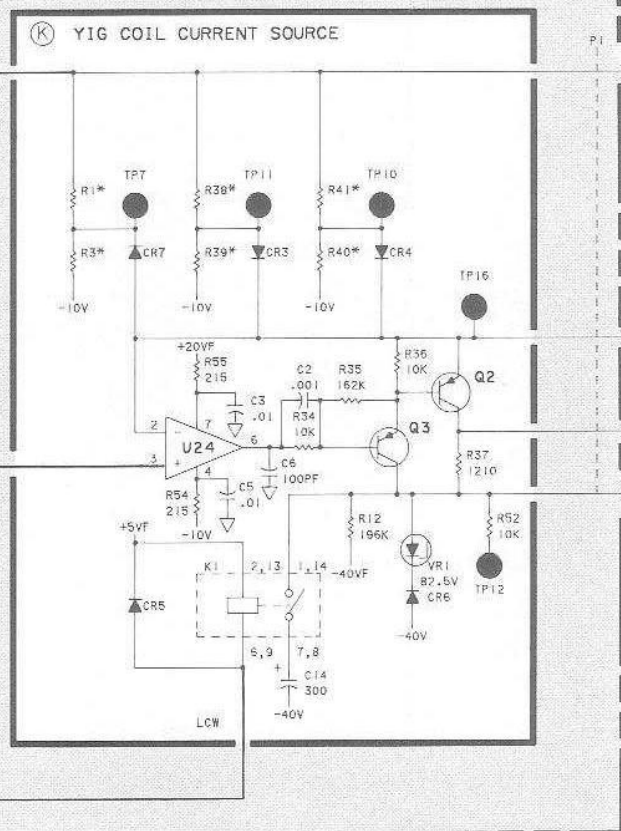 K YIG COIL CURRENT SOURCE
P1
TP7 TP11 TP10
R1* R38* R41*
R3* CR7 R39* CR3 R40* CR4
-10V -10V -10V
TP16
+20VF
R55
215
C3
.01
C2
.001
R35
162K
R36
10K
Q2
R34
10K
2 7
U24
6
3 4
Q3
C6
100PF
R37
1210
R54
215
C5
.01
-10V
+5VF
R12
196K
-40VF
R52
10K
VR1
82.5V
CR6
-40V
TP12
K1 2,13 1,14
CR5
6,9 7,8
+
C14
300
-40V
LCW